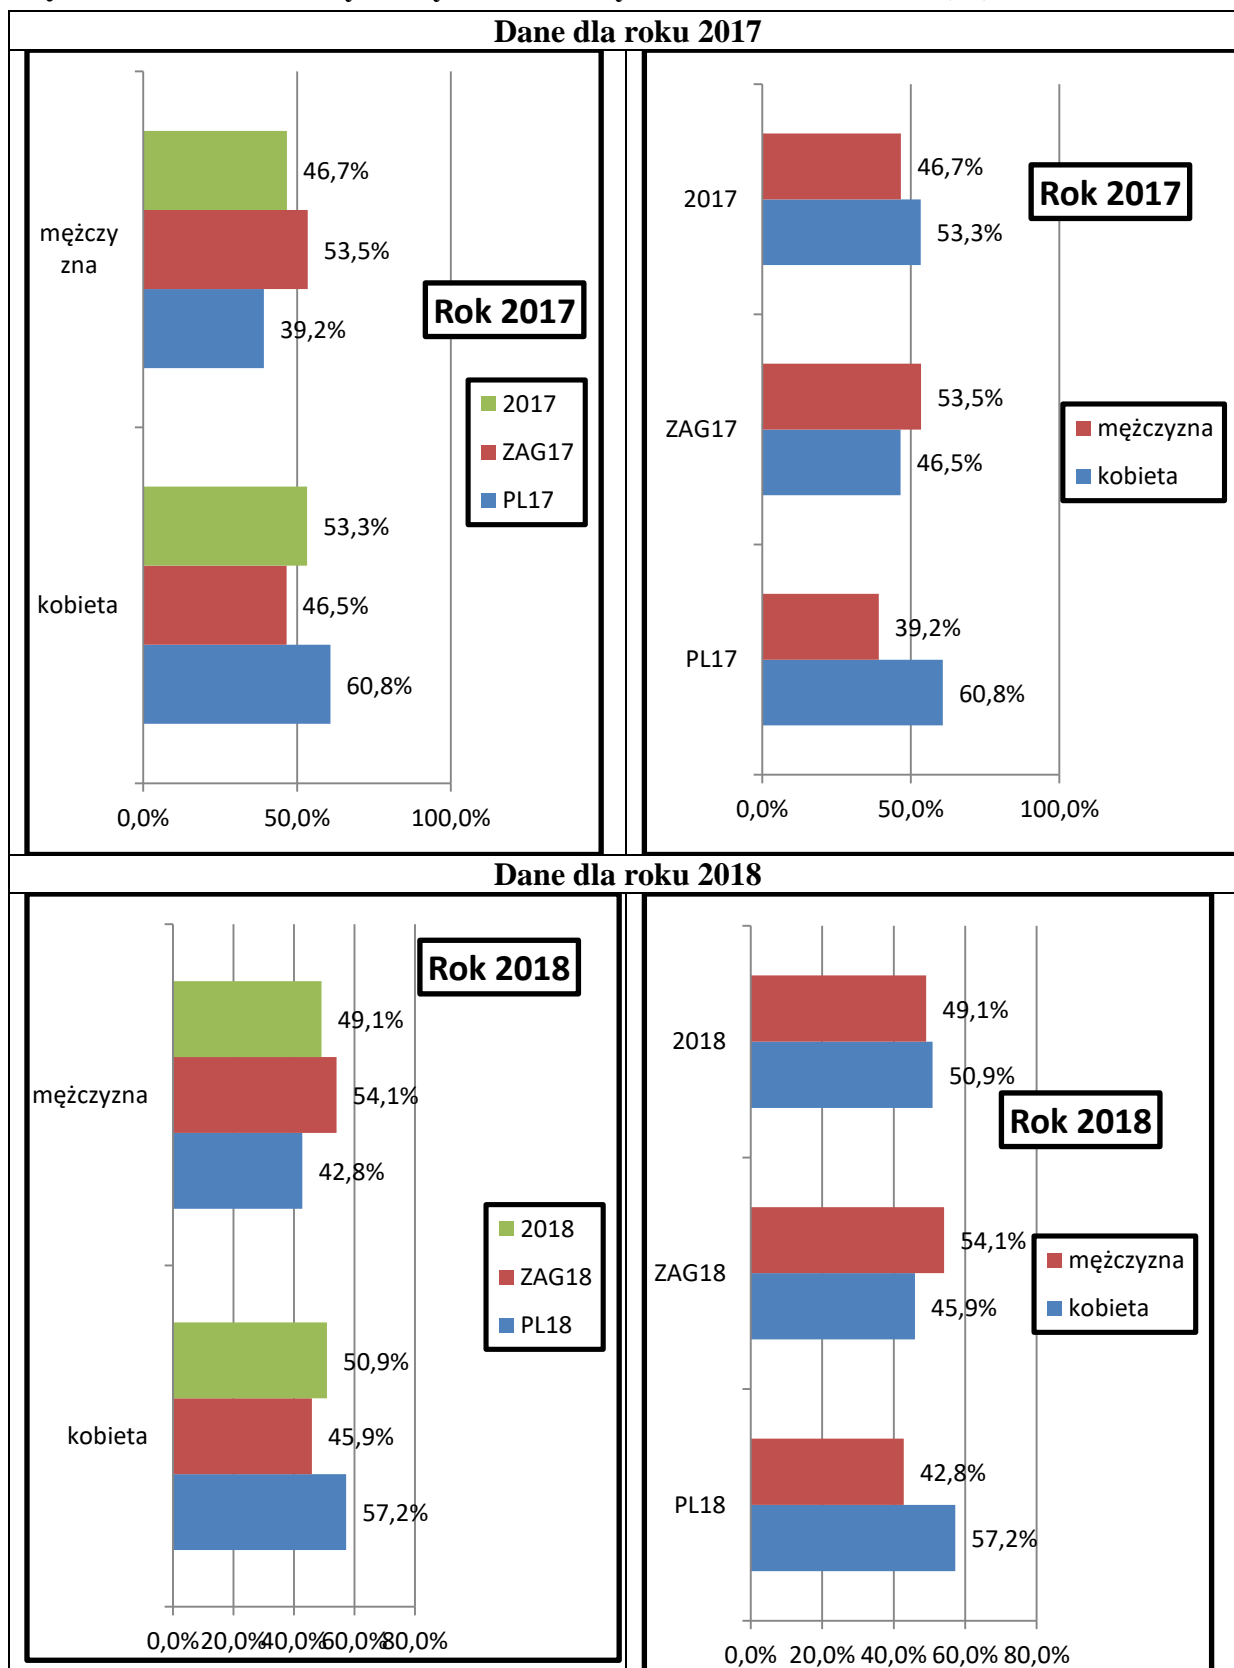 Dane dla roku 2017
mężczy
zna
46,7%
53,5%
39,2%
Rok 2017
2017
ZAG17
PL17
kobieta
53,3%
46,5%
60,8%
0,0% 50,0% 100,0%
2017
46,7%
53,3%
Rok 2017
ZAG17
53,5%
46,5%
mężczyzna
kobieta
PL17
39,2%
60,8%
0,0% 50,0% 100,0%
Dane dla roku 2018
Rok 2018
mężczyzna
49,1%
54,1%
42,8%
2018
ZAG18
PL18
kobieta
50,9%
45,9%
57,2%
0,0% 20,0% 40,0% 60,0% 80,0%
2018
49,1%
50,9%
Rok 2018
ZAG18
54,1%
45,9%
mężczyzna
kobieta
PL18
42,8%
57,2%
0,0% 20,0% 40,0% 60,0% 80,0%